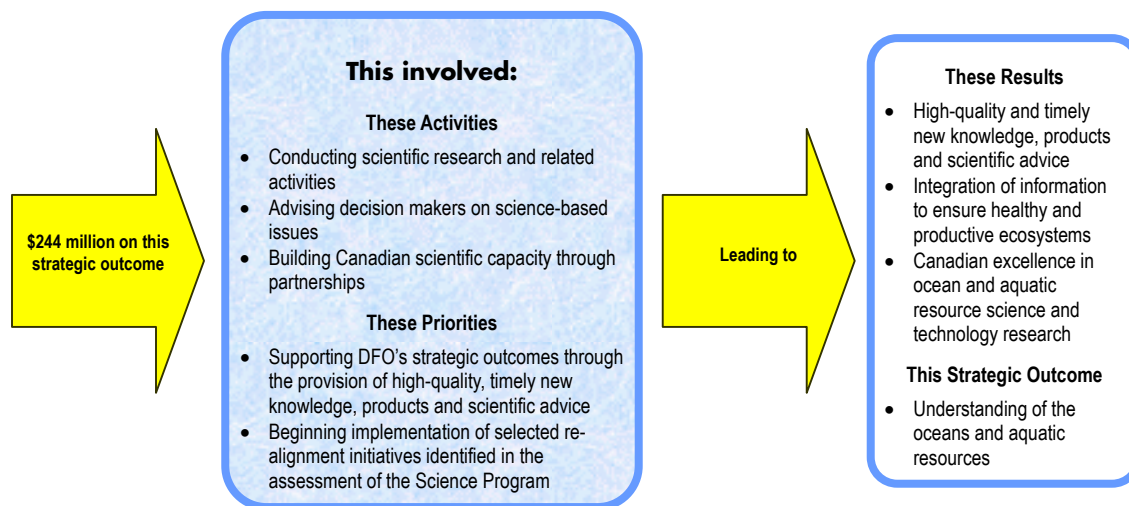 $244 million on this
strategic outcome
This involved:
These Activities
• Conducting scientific research and related
activities
• Advising decision makers on science-based
issues
• Building Canadian scientific capacity through
partnerships
These Priorities
• Supporting DFO's strategic outcomes through
the provision of high-quality, timely new
knowledge, products and scientific advice
• Beginning implementation of selected re-
alignment initiatives identified in the
assessment of the Science Program
Leading to
These Results
• High-quality and timely
new knowledge, products
and scientific advice
• Integration of information
to ensure healthy and
productive ecosystems
• Canadian excellence in
ocean and aquatic
resource science and
technology research
This Strategic Outcome
• Understanding of the
oceans and aquatic
resources